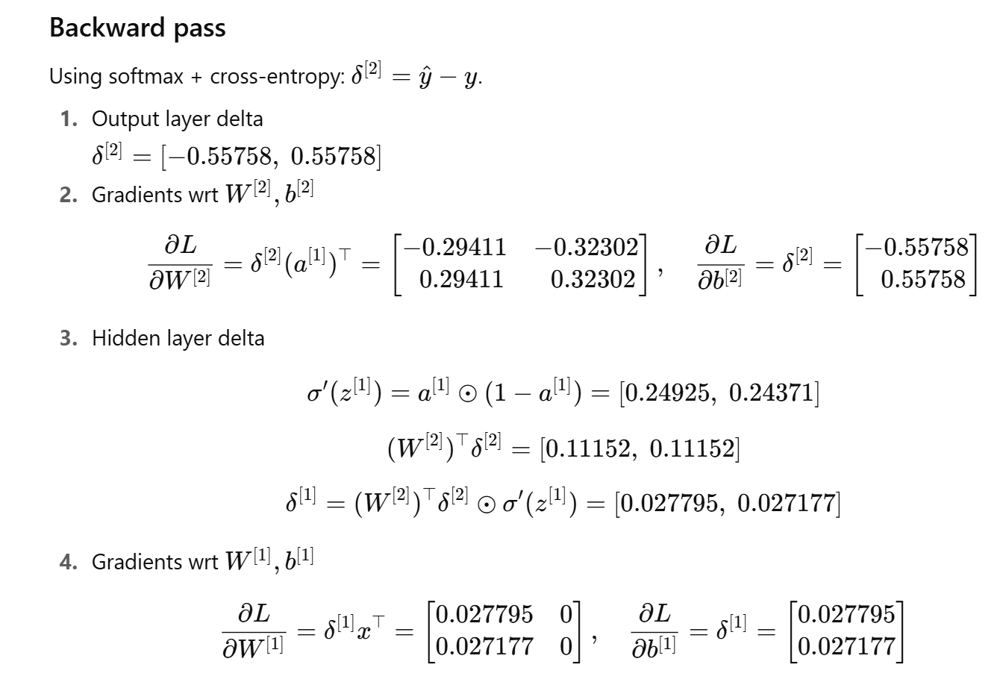 Backward pass
Using softmax + cross-entropy: $\delta^{[2]} = \hat{y} - y$.
1. Output layer delta
$\delta^{[2]} = [-0.55758,\ 0.55758]$
2. Gradients wrt $W^{[2]}, b^{[2]}$
$\frac{\partial L}{\partial W^{[2]}} = \delta^{[2]}(a^{[1]})^\top = \begin{bmatrix} -0.29411 & -0.32302 \\ 0.29411 & 0.32302 \end{bmatrix}, \quad \frac{\partial L}{\partial b^{[2]}} = \delta^{[2]} = \begin{bmatrix} -0.55758 \\ 0.55758 \end{bmatrix}$
3. Hidden layer delta
$\sigma'(z^{[1]}) = a^{[1]} \odot (1 - a^{[1]}) = [0.24925,\ 0.24371]$
$(W^{[2]})^\top \delta^{[2]} = [0.11152,\ 0.11152]$
$\delta^{[1]} = (W^{[2]})^\top \delta^{[2]} \odot \sigma'(z^{[1]}) = [0.027795,\ 0.027177]$
4. Gradients wrt $W^{[1]}, b^{[1]}$
$\frac{\partial L}{\partial W^{[1]}} = \delta^{[1]} x^\top = \begin{bmatrix} 0.027795 & 0 \\ 0.027177 & 0 \end{bmatrix}, \quad \frac{\partial L}{\partial b^{[1]}} = \delta^{[1]} = \begin{bmatrix} 0.027795 \\ 0.027177 \end{bmatrix}$